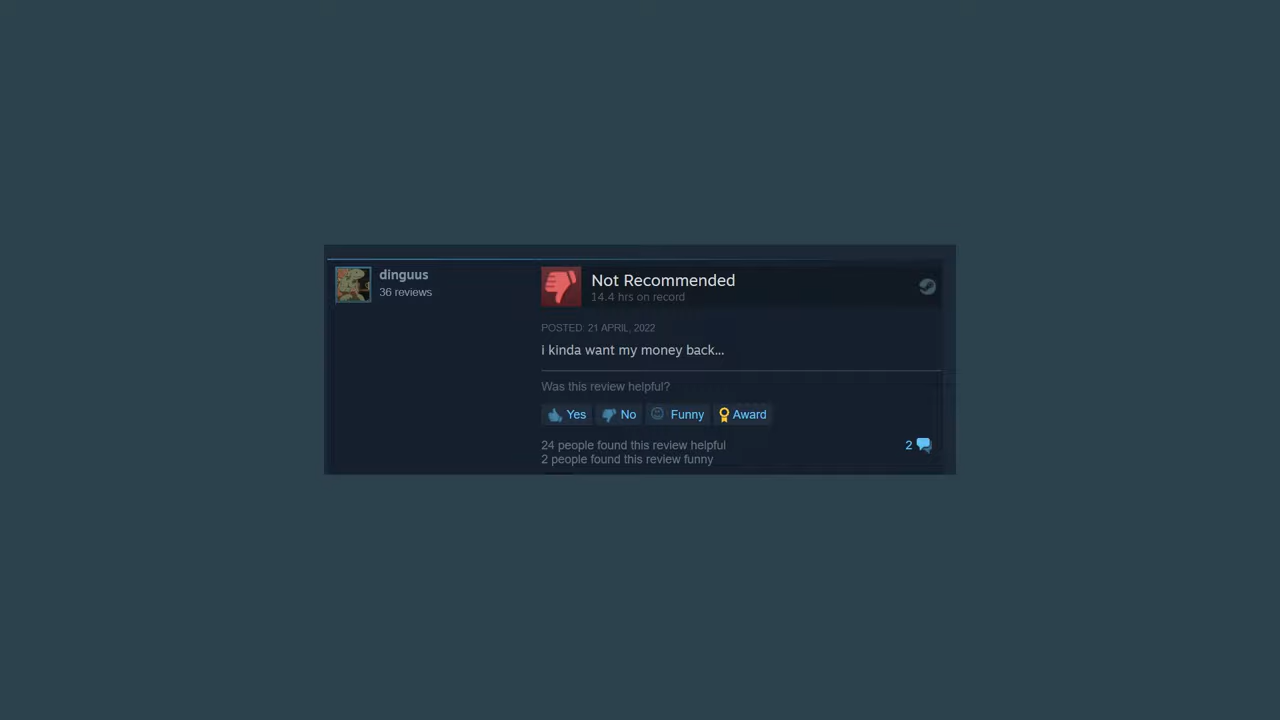 dinguus
36 reviews
Not Recommended
14.4 hrs on record
POSTED: 21 APRIL, 2022
i kinda want my money back...
Was this review helpful?
Yes No Funny Award
24 people found this review helpful
2 people found this review funny
2